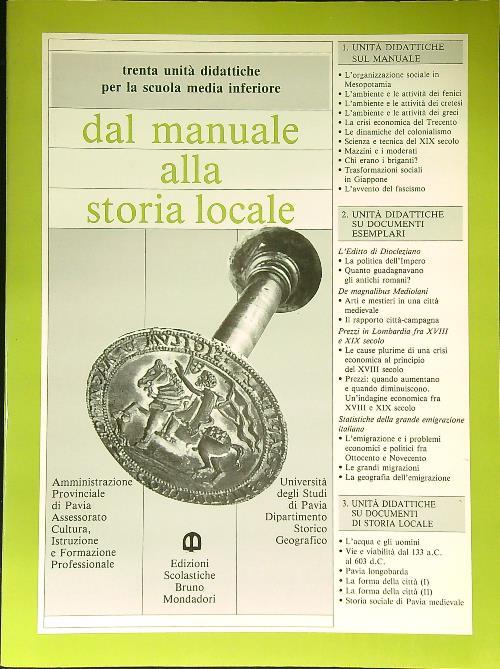 trenta unità didattiche
per la scuola media inferiore
dal manuale
alla
storia locale
Amministrazione
Provinciale
di Pavia
Assessorato
Cultura,
Istruzione
e Formazione
Professionale
Edizioni
Scolastiche
Bruno
Mondadori
Università
degli Studi
di Pavia
Dipartimento
Storico
Geografico
1. UNITÀ DIDATTICHE
SUL MANUALE
• L'organizzazione sociale in
Mesopotamia
• L'ambiente e le attività dei fenici
• L'ambiente e le attività dei cretesi
• L'ambiente e le attività dei greci
• La crisi economica del Trecento
• Le dinamiche del colonialismo
• Scienza e tecnica del XIX secolo
• Mazzini e i moderati
• Chi erano i briganti?
• Trasformazioni sociali
in Giappone
• L'avvento del fascismo
2. UNITÀ DIDATTICHE
SU DOCUMENTI
ESEMPLARI
L'Editto di Diocleziano
• La politica dell'Impero
• Quanto guadagnavano
gli antichi romani?
De magnalibus Mediolani
• Arti e mestieri in una città
medievale
• Il rapporto città-campagna
Prezzi in Lombardia fra XVIII
e XIX secolo
• Le cause plurime di una crisi
economica al principio
del XVIII secolo
• Prezzi: quando aumentano
e quando diminuiscono.
Un'indagine economica fra
XVIII e XIX secolo
Statistiche della grande emigrazione
italiana
• L'emigrazione e i problemi
economici e politici fra
Ottocento e Novecento
• Le grandi migrazioni
• La geografia dell'emigrazione
3. UNITÀ DIDATTICHE
SU DOCUMENTI
DI STORIA LOCALE
• L'acqua e gli uomini
• Vie e viabilità dal 133 a.C.
al 603 d.C.
• Pavia longobarda
• La forma della città (I)
• La forma della città (II)
• Storia sociale di Pavia medievale